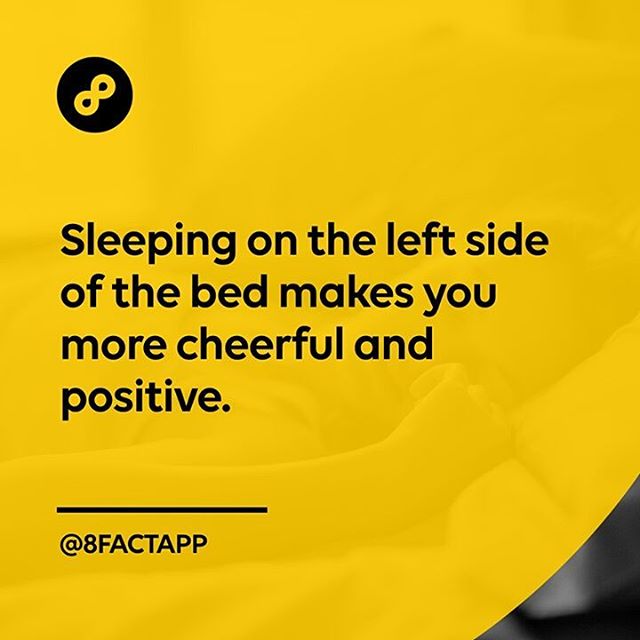 Sleeping on the left side
of the bed makes you
more cheerful and
positive.
@8FACTAPP